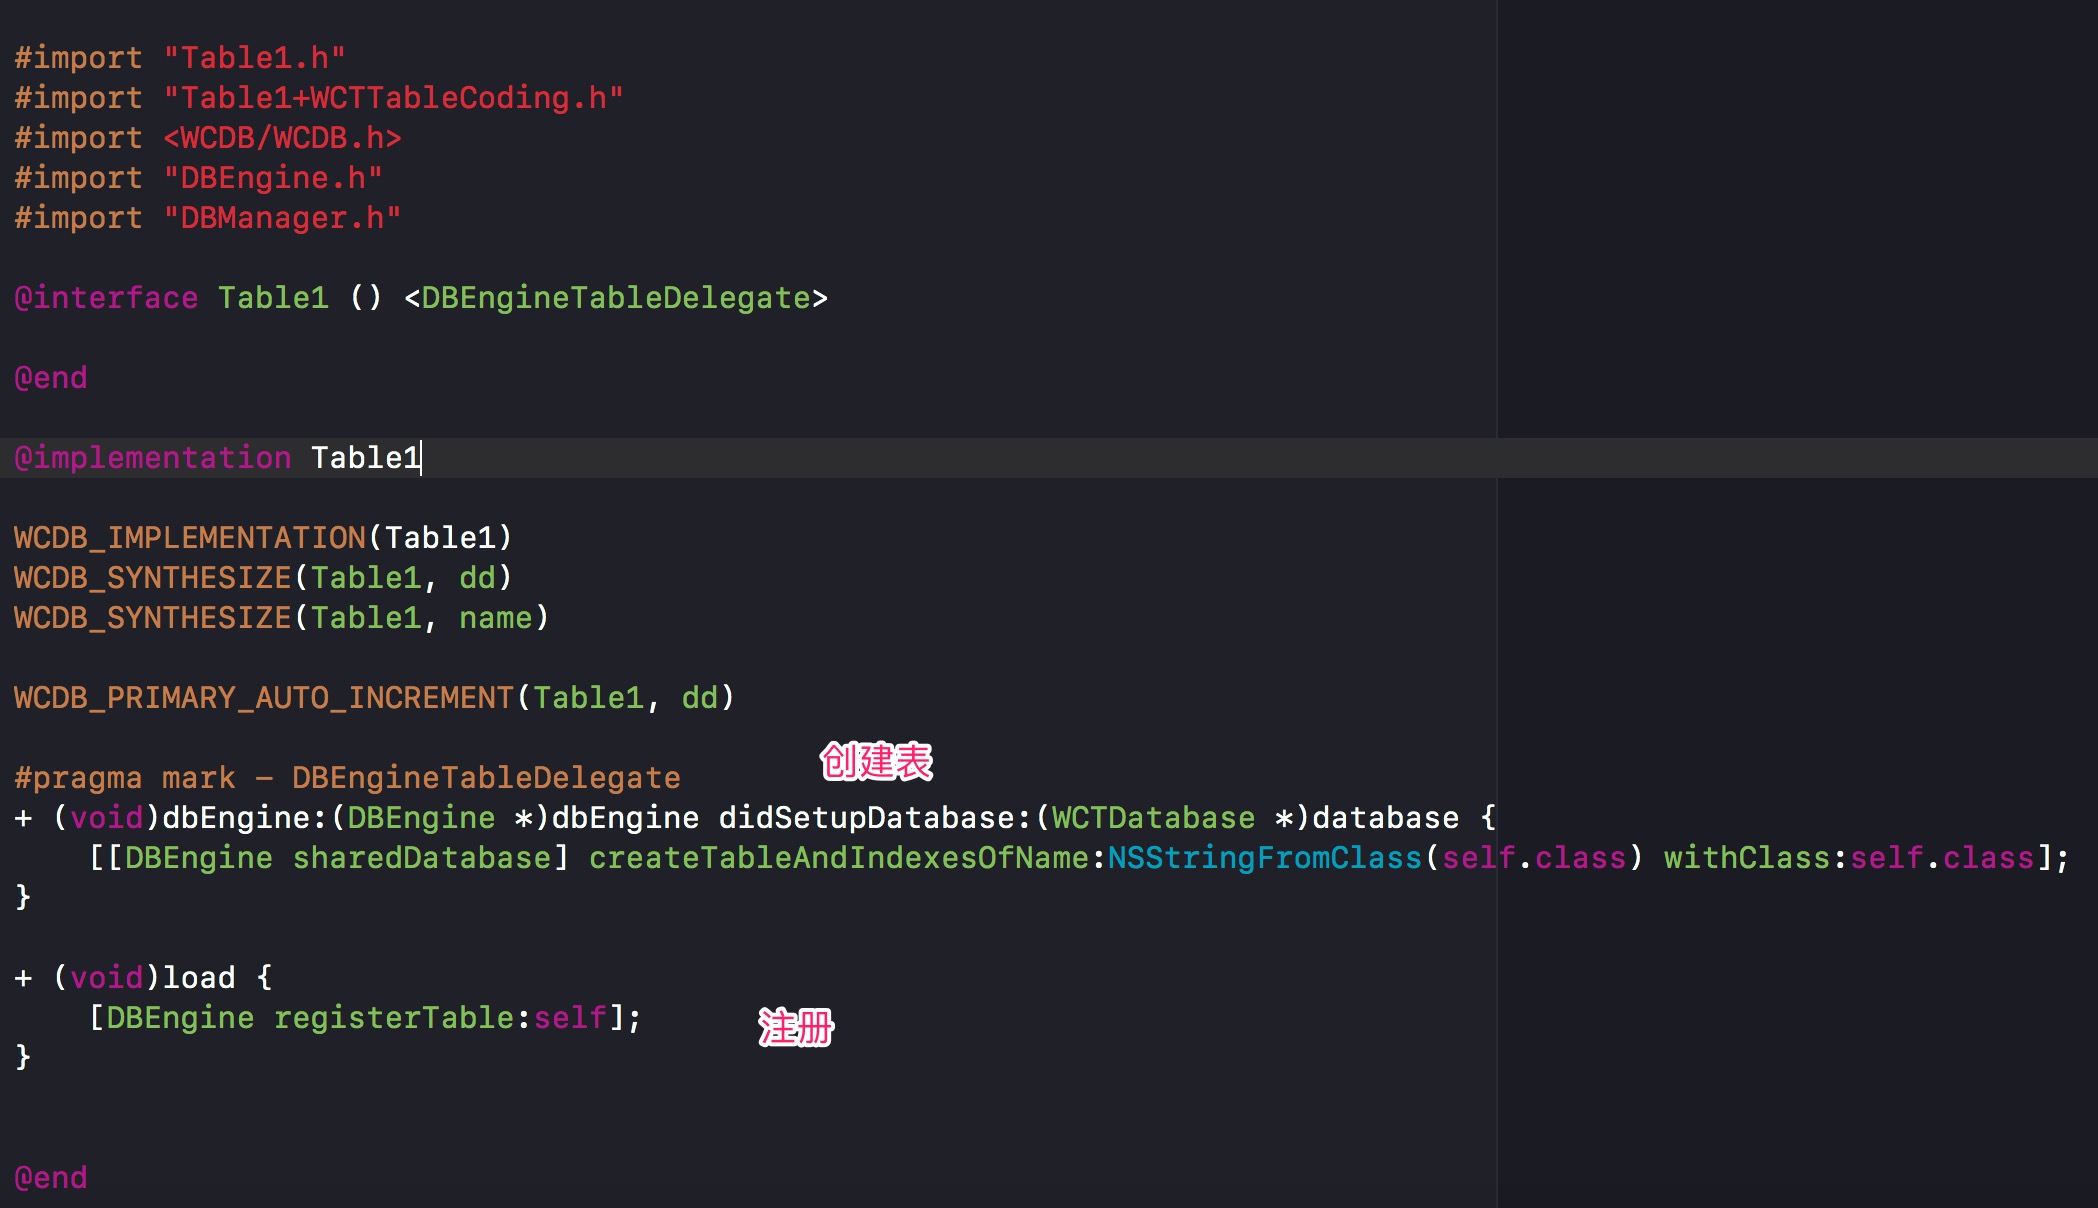 #import "Table1.h"
#import "Table1+WCTTableCoding.h"
#import <WCDB/WCDB.h>
#import "DBEngine.h"
#import "DBManager.h"
@interface Table1 () <DBEngineTableDelegate>
@end
@implementation Table1
WCDB_IMPLEMENTATION(Table1)
WCDB_SYNTHESIZE(Table1, dd)
WCDB_SYNTHESIZE(Table1, name)
WCDB_PRIMARY_AUTO_INCREMENT(Table1, dd)
创建表
#pragma mark – DBEngineTableDelegate
+ (void)dbEngine:(DBEngine *)dbEngine didSetupDatabase:(WCTDatabase *)database {
    [[DBEngine sharedDatabase] createTableAndIndexesOfName:NSStringFromClass(self.class) withClass:self.class];
}
+ (void)load {
    [DBEngine registerTable:self];
注册
}
@end